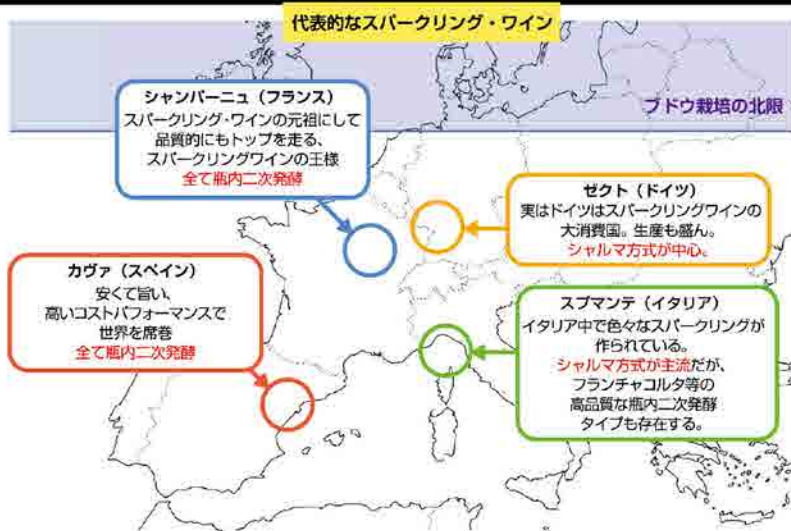 代表的なスパークリング・ワイン
ブドウ栽培の北限
シャンパーニュ（フランス）
スパークリング・ワインの元祖にして
品質的にもトップを走る、
スパークリングワインの王様
全て瓶内二次発酵
ゼクト（ドイツ）
実はドイツはスパークリングワインの
大消費国。生産も盛ん。
シャルマ方式が中心。
カヴァ（スペイン）
安くて旨い、
高いコストパフォーマンスで
世界を席巻
全て瓶内二次発酵
スプマンテ（イタリア）
イタリア中で色々なスパークリングが
作られている。
シャルマ方式が主流だが、
フランチャコルタ等の
高品質な瓶内二次発酵
タイプも存在する。